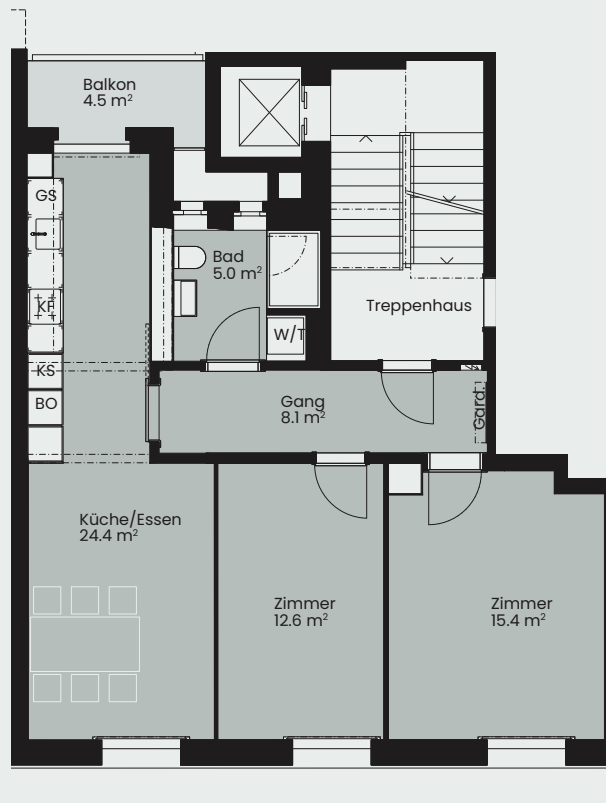 Balkon
4.5 m²
GS
Bad
5.0 m²
KF
Treppenhaus
W/T
KS
BO
Gang
8.1 m²
Gard.
Küche/Essen
24.4 m²
Zimmer
12.6 m²
Zimmer
15.4 m²